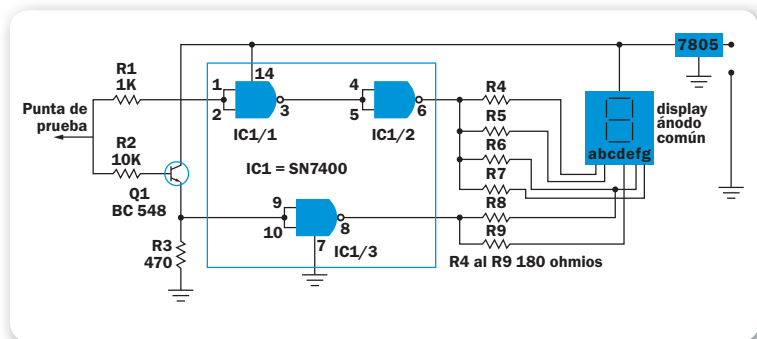 7805
R1
1K
14
1
2
3
IC1/1
4
5
6
IC1/2
R4
R5
R6
R7
R8
R9
display
ánodo
común
abcdefg
Punta de
prueba
R2
10K
IC1 = SN7400
Q1
BC 548
9
10
8
7
IC1/3
R3
470
R4 al R9 180 ohmios